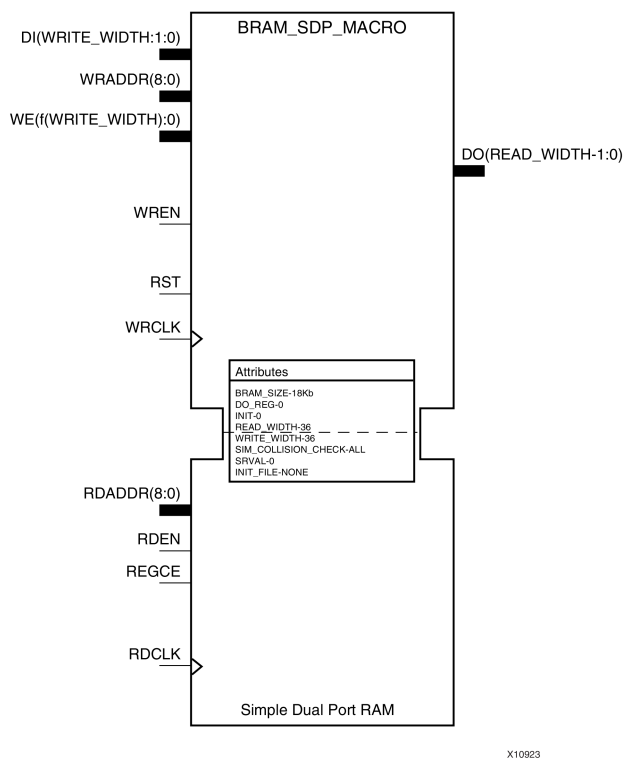 BRAM_SDP_MACRO
DI(WRITE_WIDTH:1:0)
WRADDR(8:0)
WE(f(WRITE_WIDTH):0)
DO(READ_WIDTH-1:0)
WREN
RST
WRCLK
Attributes
BRAM_SIZE-18Kb
DO_REG-0
INIT-0
READ_WIDTH-36
WRITE_WIDTH-36
SIM_COLLISION_CHECK-ALL
SRVAL-0
INIT_FILE-NONE
RDADDR(8:0)
RDEN
REGCE
RDCLK
Simple Dual Port RAM
X10923